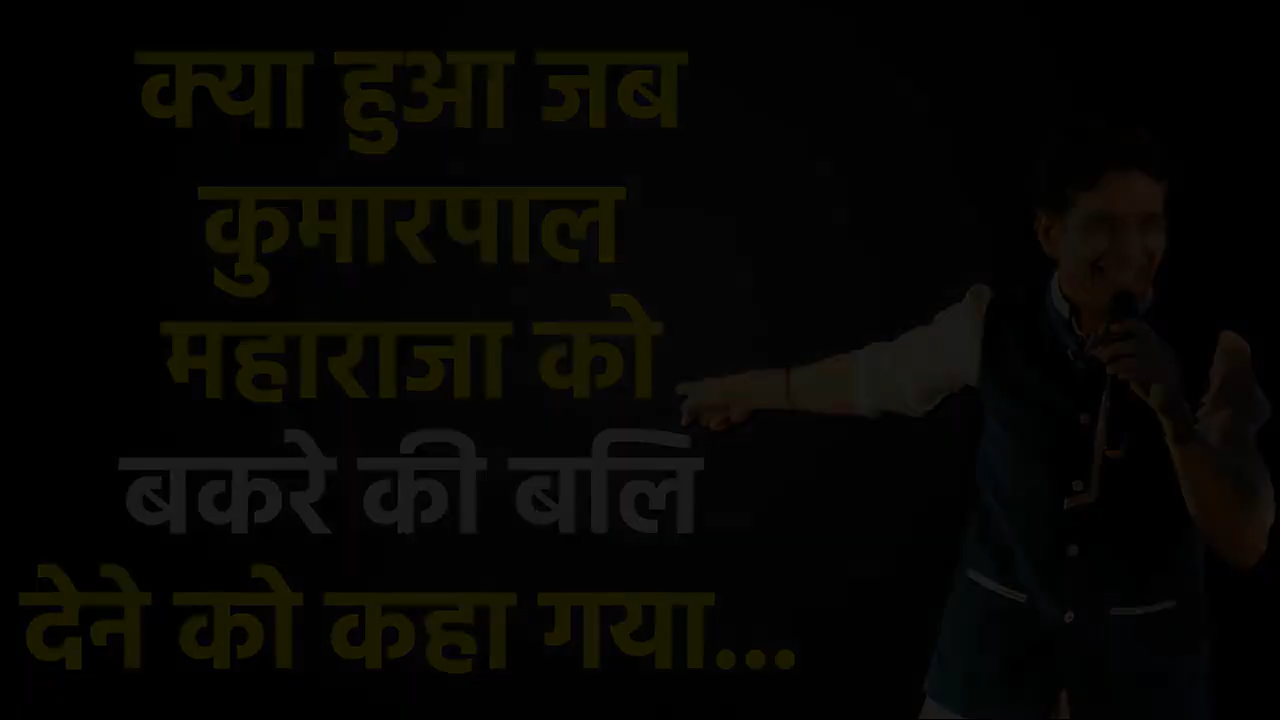 क्या हुआ जब
कुमारपाल
महाराजा को
बकरे की बलि
देने को कहा गया...